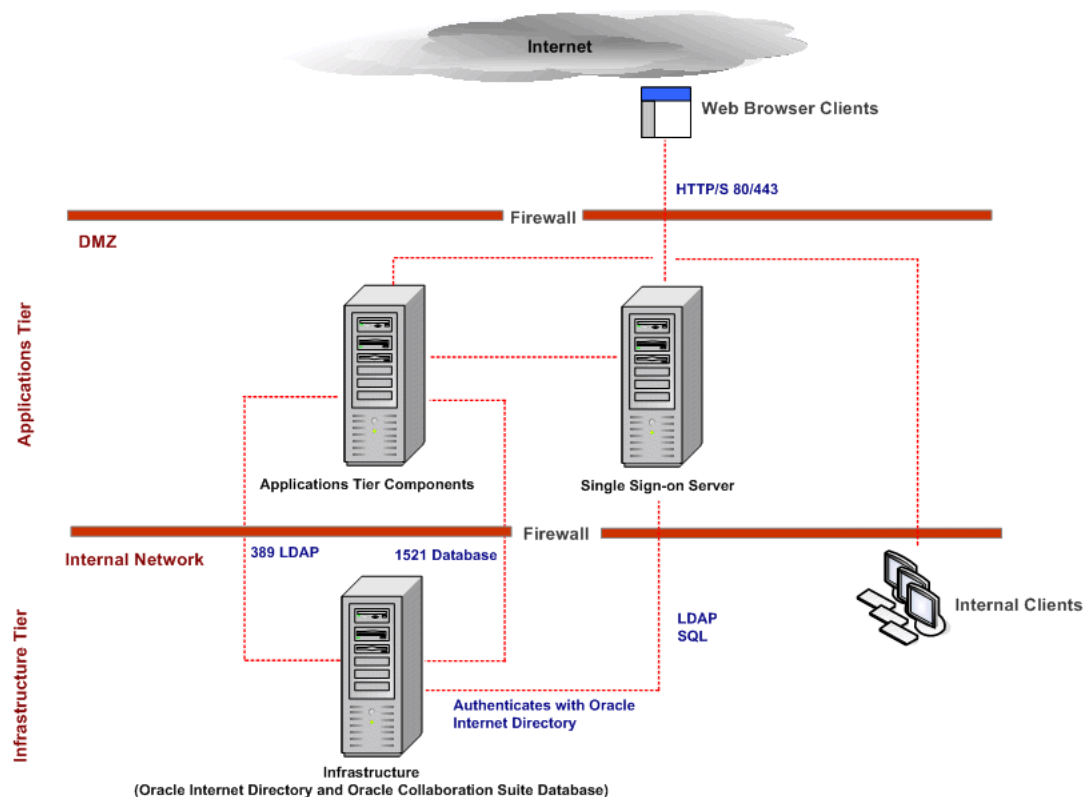 Internet
Web Browser Clients
HTTP/S 80/443
Firewall
DMZ
Applications Tier
Applications Tier Components
Single Sign-on Server
Firewall
Internal Network
389 LDAP
1521 Database
Internal Clients
LDAP
SQL
Infrastructure Tier
Authenticates with Oracle
Internet Directory
Infrastructure
(Oracle Internet Directory and Oracle Collaboration Suite Database)